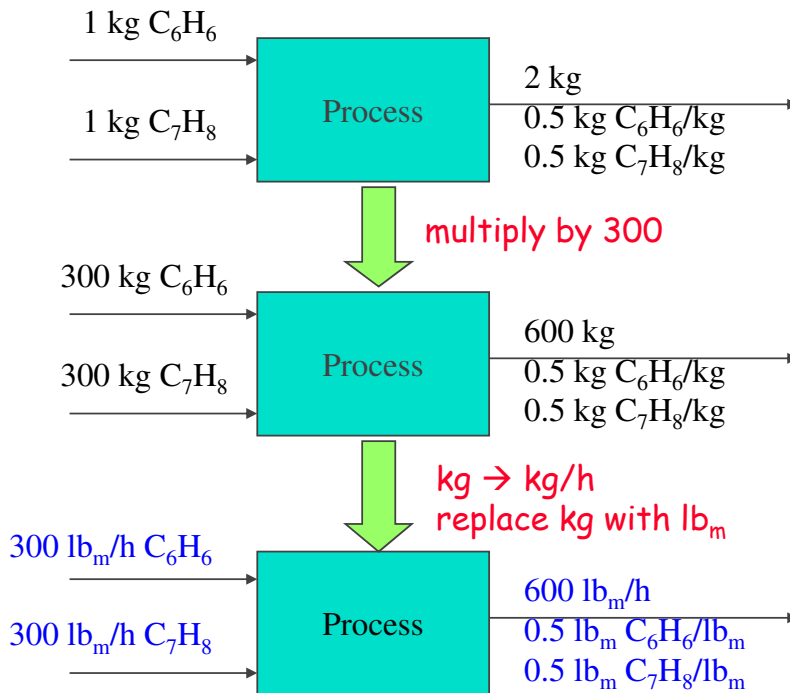 1 kg C₆H₆
1 kg C₇H₈
Process
2 kg
0.5 kg C₆H₆/kg
0.5 kg C₇H₈/kg
multiply by 300
300 kg C₆H₆
300 kg C₇H₈
Process
600 kg
0.5 kg C₆H₆/kg
0.5 kg C₇H₈/kg
kg → kg/h
replace kg with lbₘ
300 lbₘ/h C₆H₆
300 lbₘ/h C₇H₈
Process
600 lbₘ/h
0.5 lbₘ C₆H₆/lbₘ
0.5 lbₘ C₇H₈/lbₘ